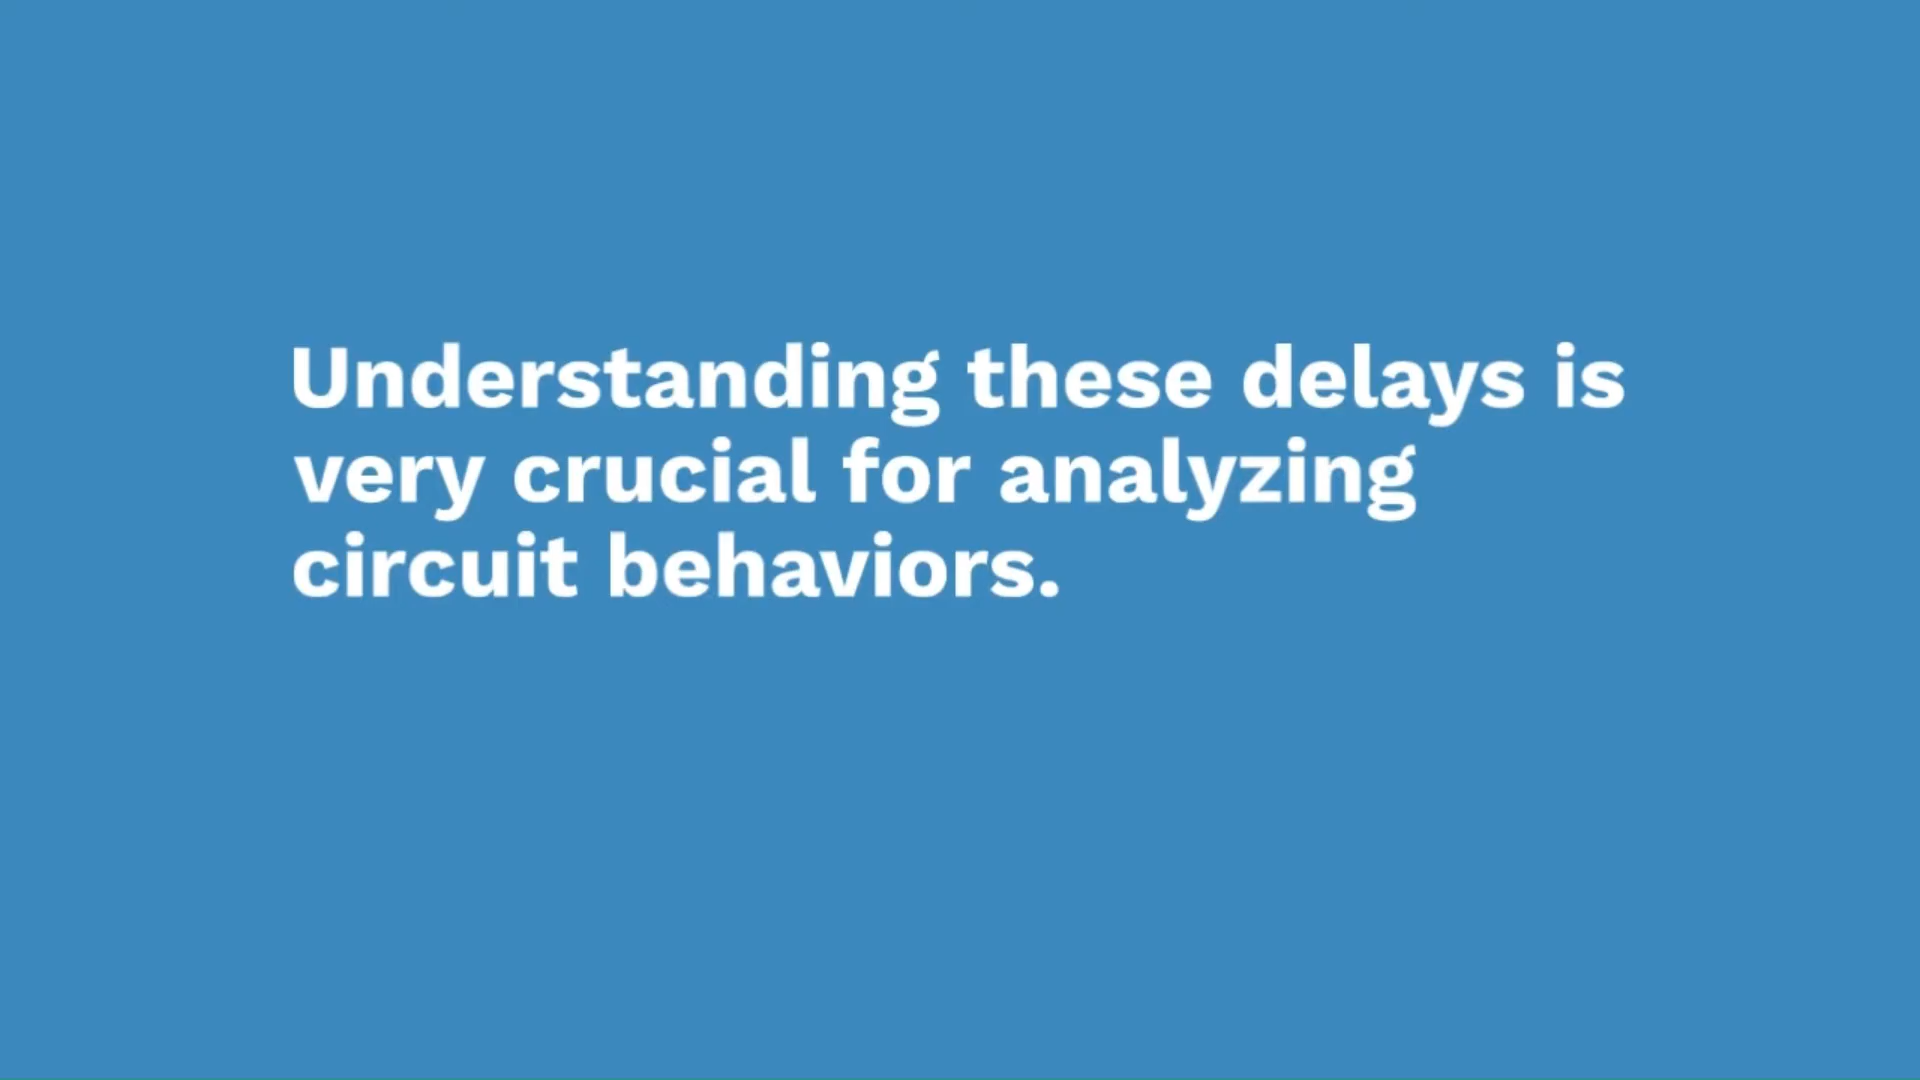 Understanding these delays is
very crucial for analyzing
circuit behaviors.